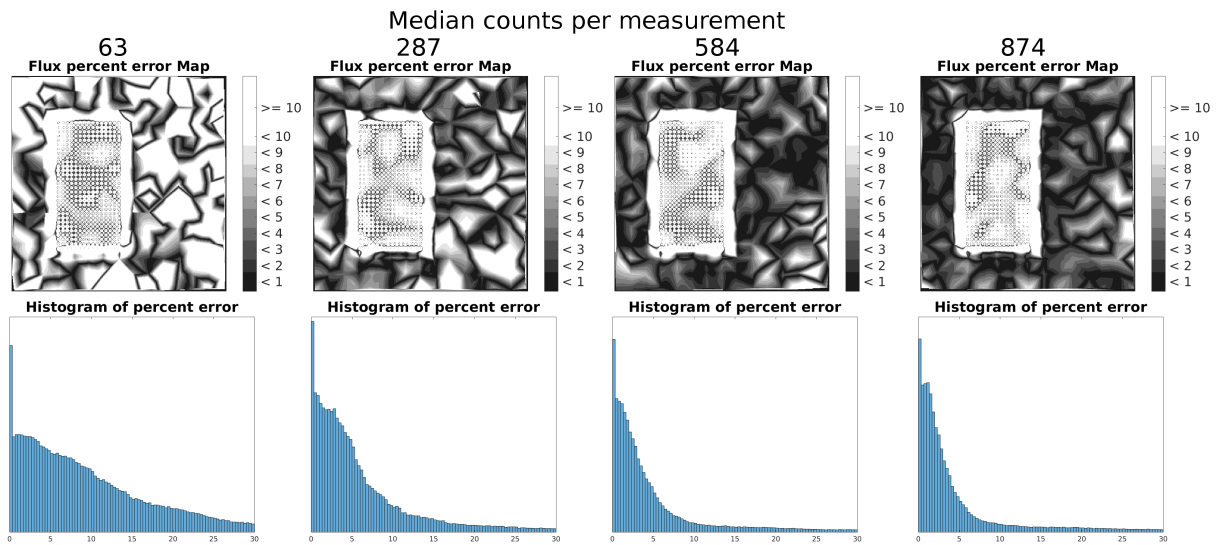 Median counts per measurement
63 287 584 874
Flux percent error Map Flux percent error Map Flux percent error Map Flux percent error Map
>= 10 >= 10 >= 10 >= 10
< 10 < 10 < 10 < 10
< 9 < 9 < 9 < 9
< 8 < 8 < 8 < 8
< 7 < 7 < 7 < 7
< 6 < 6 < 6 < 6
< 5 < 5 < 5 < 5
< 4 < 4 < 4 < 4
< 3 < 3 < 3 < 3
< 2 < 2 < 2 < 2
< 1 < 1 < 1 < 1
Histogram of percent error Histogram of percent error Histogram of percent error Histogram of percent error
0 5 10 15 20 25 30 0 5 10 15 20 25 30 0 5 10 15 20 25 30 0 5 10 15 20 25 30